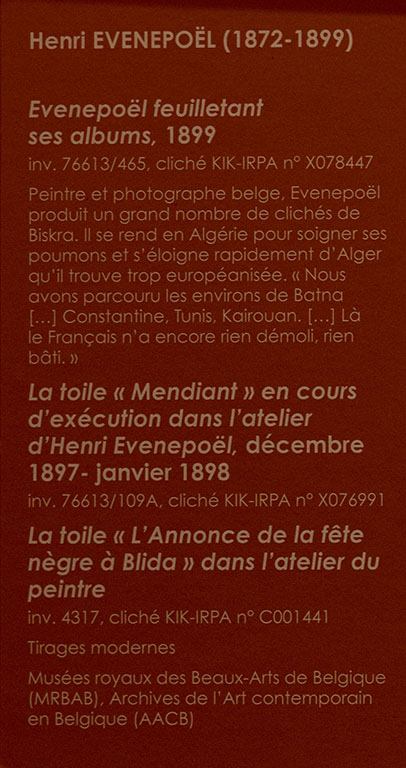 Henri EVENEPOËL (1872-1899)
Evenepoël feuilletant
ses albums, 1899
inv. 76613/465, cliché KIK-IRPA n° X078447
Peintre et photographe belge, Evenepoël
produit un grand nombre de clichés de
Biskra. Il se rend en Algérie pour soigner ses
poumons et s’éloigne rapidement d’Alger
qu’il trouve trop européanisée. « Nous
avons parcouru les environs de Batna
[...] Constantine, Tunis, Kairouan. [...] Là
le Français n’a encore rien démoli, rien
bâti. »
La toile « Mendiant » en cours
d’exécution dans l’atelier
d’Henri Evenepoël, décembre
1897- janvier 1898
inv. 76613/109A, cliché KIK-IRPA n° X076991
La toile « L’Annonce de la fête
nègre à Blida » dans l’atelier du
peintre
inv. 4317, cliché KIK-IRPA n° C001441
Tirages modernes
Musées royaux des Beaux-Arts de Belgique
(MRBAB), Archives de l’Art contemporain
en Belgique (AACB)